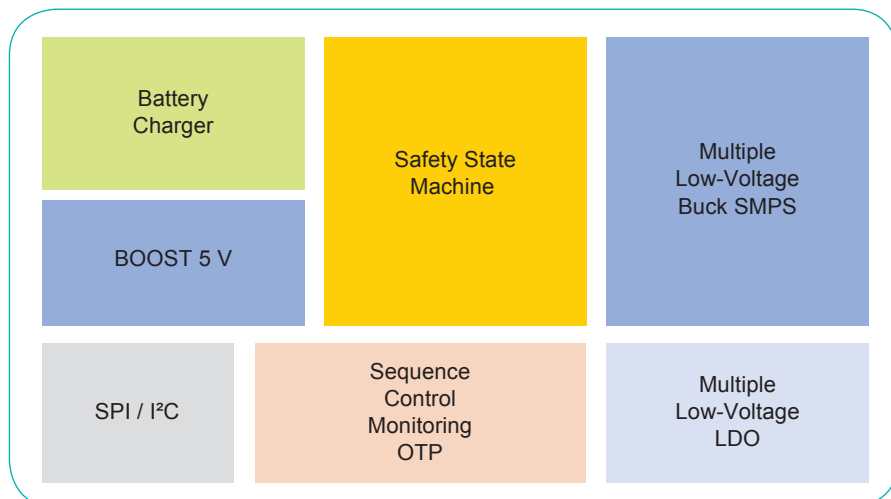 Battery
Charger
Safety State
Machine
Multiple
Low-Voltage
Buck SMPS
BOOST 5 V
SPI / I²C
Sequence
Control
Monitoring
OTP
Multiple
Low-Voltage
LDO